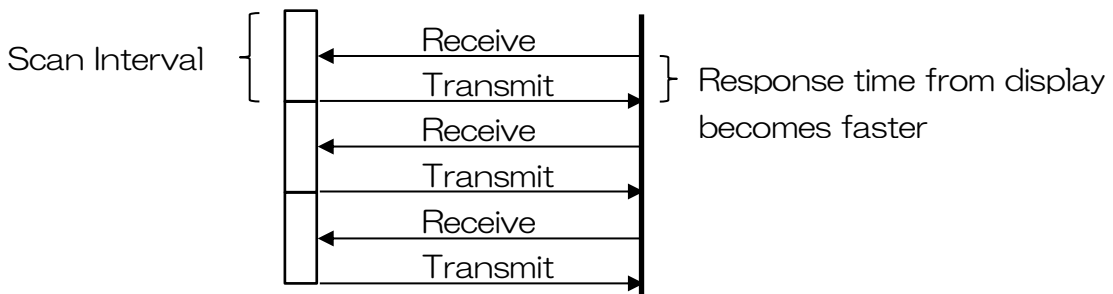 Scan Interval
Receive
Transmit
Receive
Transmit
Receive
Transmit
Response time from display
becomes faster